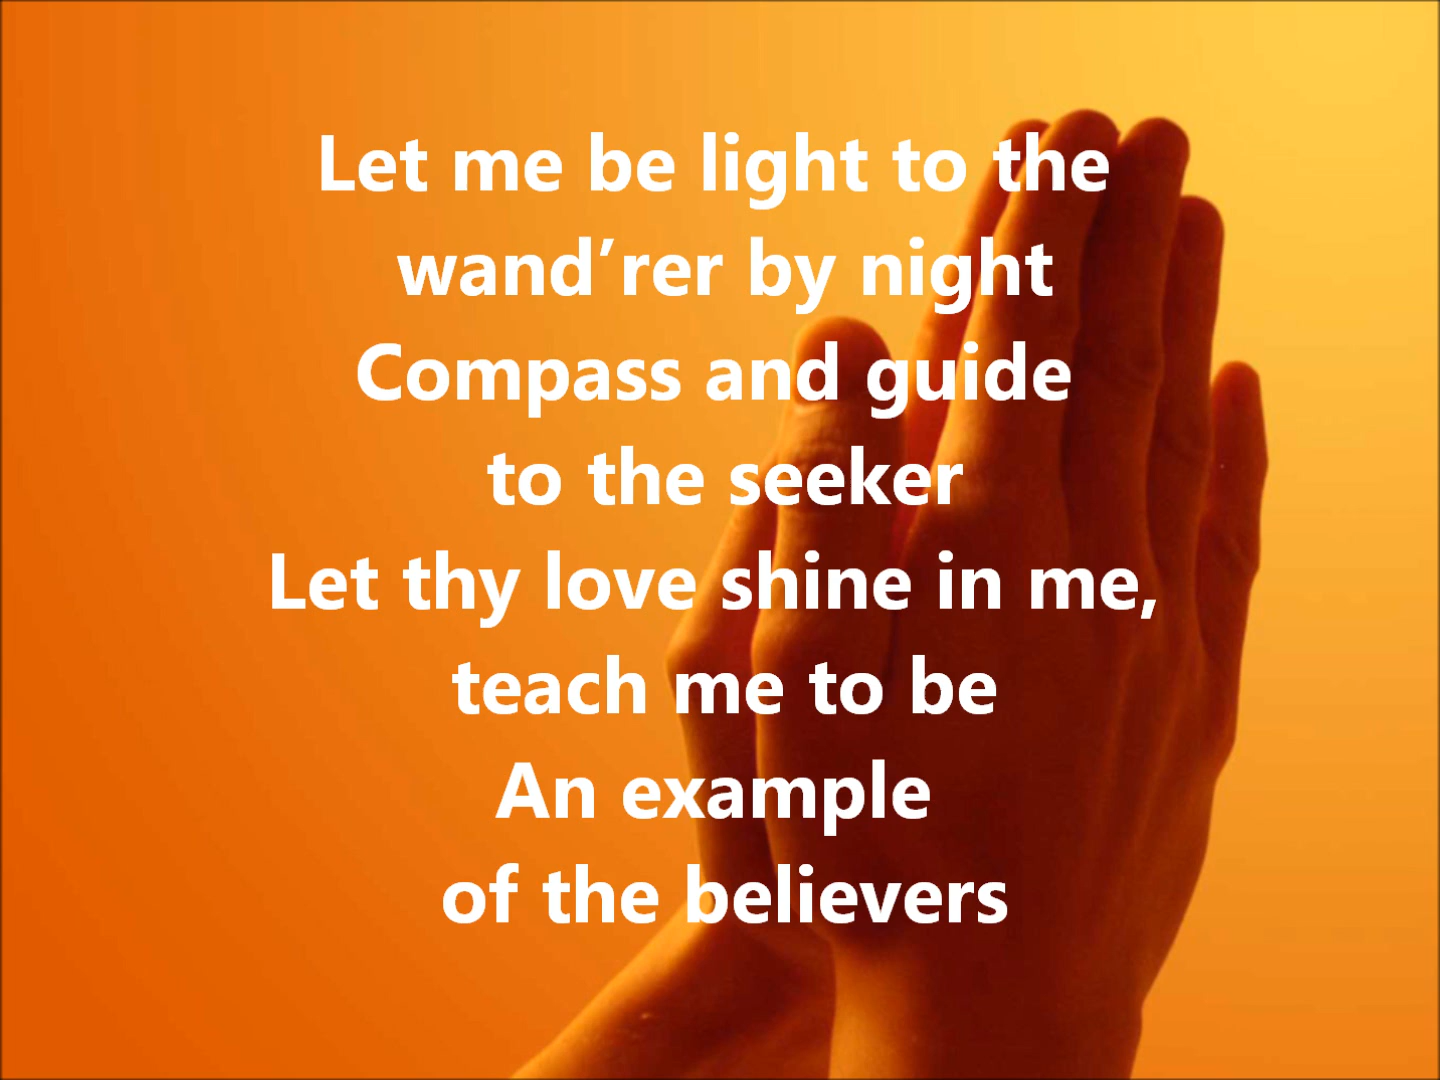 Let me be light to the
wand’rer by night
Compass and guide
to the seeker
Let thy love shine in me,
teach me to be
An example
of the believers